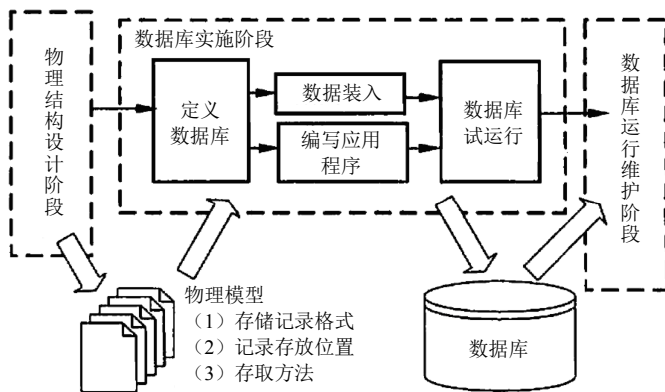 物理结构设计阶段
数据库实施阶段
定义
数据库
数据装入
编写应用
程序
数据库
试运行
数据库运行维护阶段
物理模型
（1）存储记录格式
（2）记录存放位置
（3）存取方法
数据库